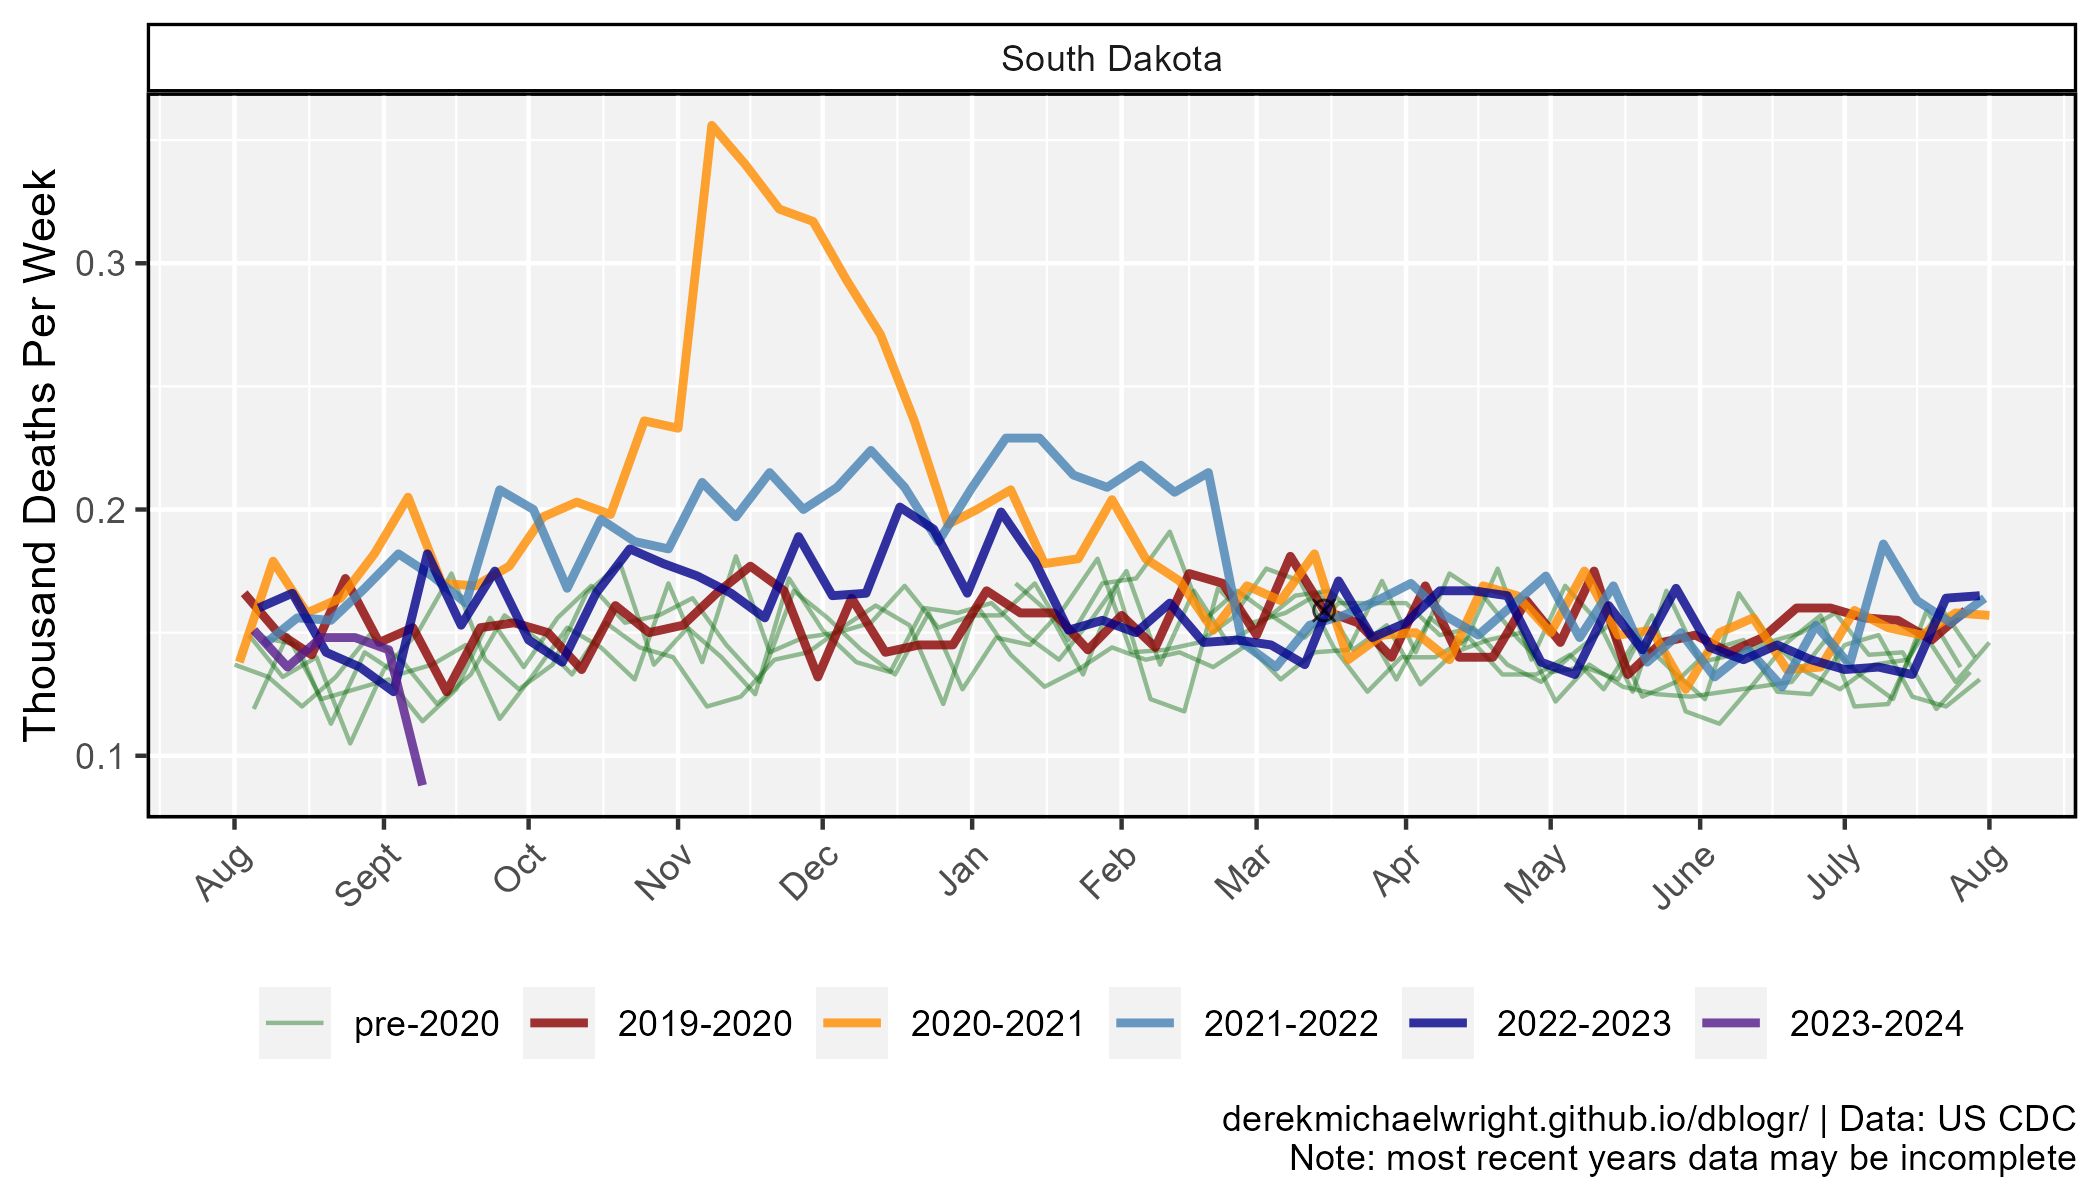 South Dakota
Thousand Deaths Per Week
0.3
0.2
0.1
Aug
Sept
Oct
Nov
Dec
Jan
Feb
Mar
Apr
May
June
July
Aug
pre-2020
2019-2020
2020-2021
2021-2022
2022-2023
2023-2024
derekmichaelwright.github.io/dblogr/ | Data: US CDC
Note: most recent years data may be incomplete